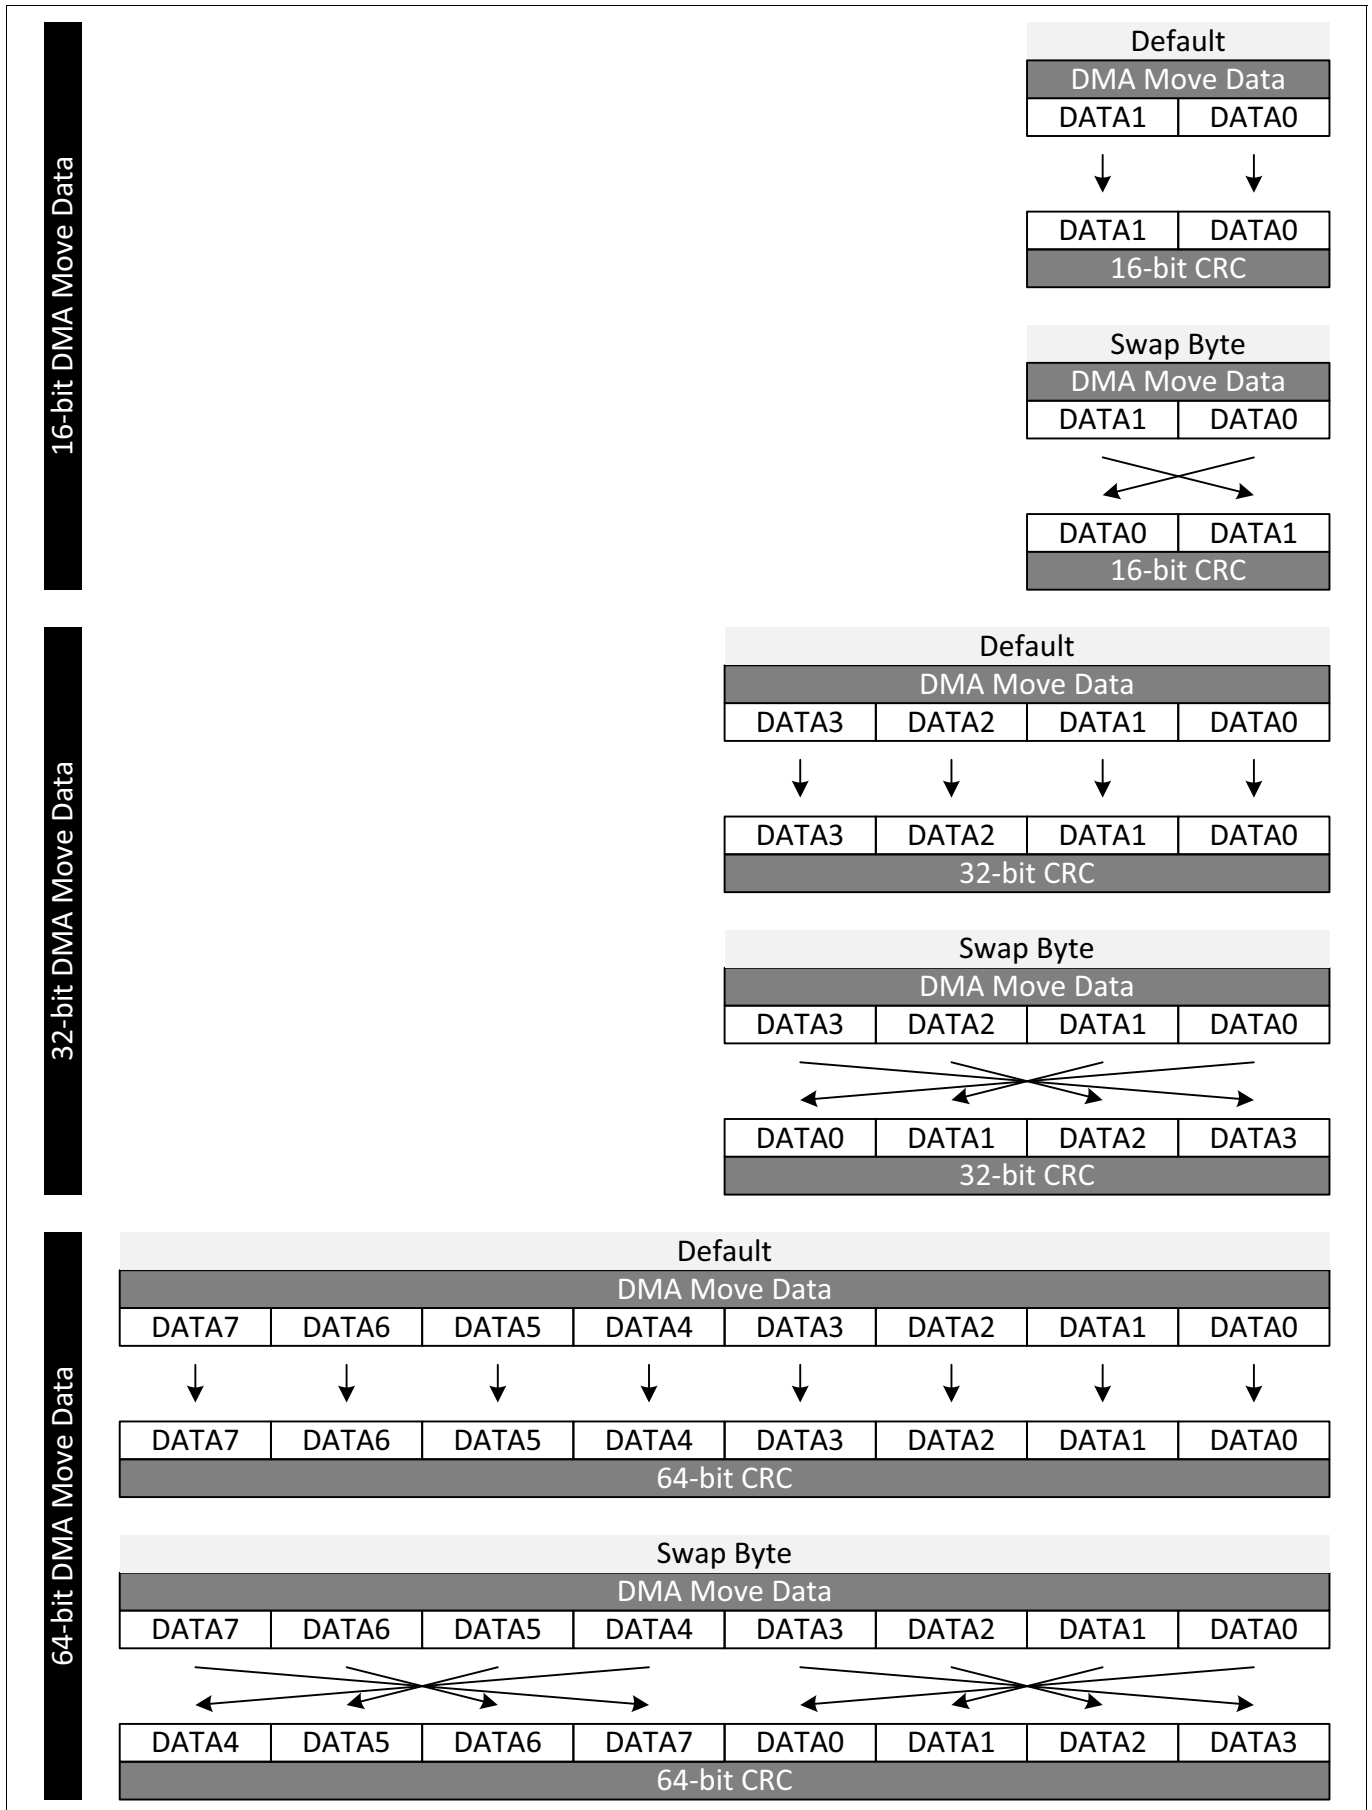 16-bit DMA Move Data
Default
DMA Move Data
DATA1 DATA0
DATA1 DATA0
16-bit CRC
Swap Byte
DMA Move Data
DATA1 DATA0
DATA0 DATA1
16-bit CRC
32-bit DMA Move Data
Default
DMA Move Data
DATA3 DATA2 DATA1 DATA0
DATA3 DATA2 DATA1 DATA0
32-bit CRC
Swap Byte
DMA Move Data
DATA3 DATA2 DATA1 DATA0
DATA0 DATA1 DATA2 DATA3
32-bit CRC
64-bit DMA Move Data
Default
DMA Move Data
DATA7 DATA6 DATA5 DATA4 DATA3 DATA2 DATA1 DATA0
DATA7 DATA6 DATA5 DATA4 DATA3 DATA2 DATA1 DATA0
64-bit CRC
Swap Byte
DMA Move Data
DATA7 DATA6 DATA5 DATA4 DATA3 DATA2 DATA1 DATA0
DATA4 DATA5 DATA6 DATA7 DATA0 DATA1 DATA2 DATA3
64-bit CRC